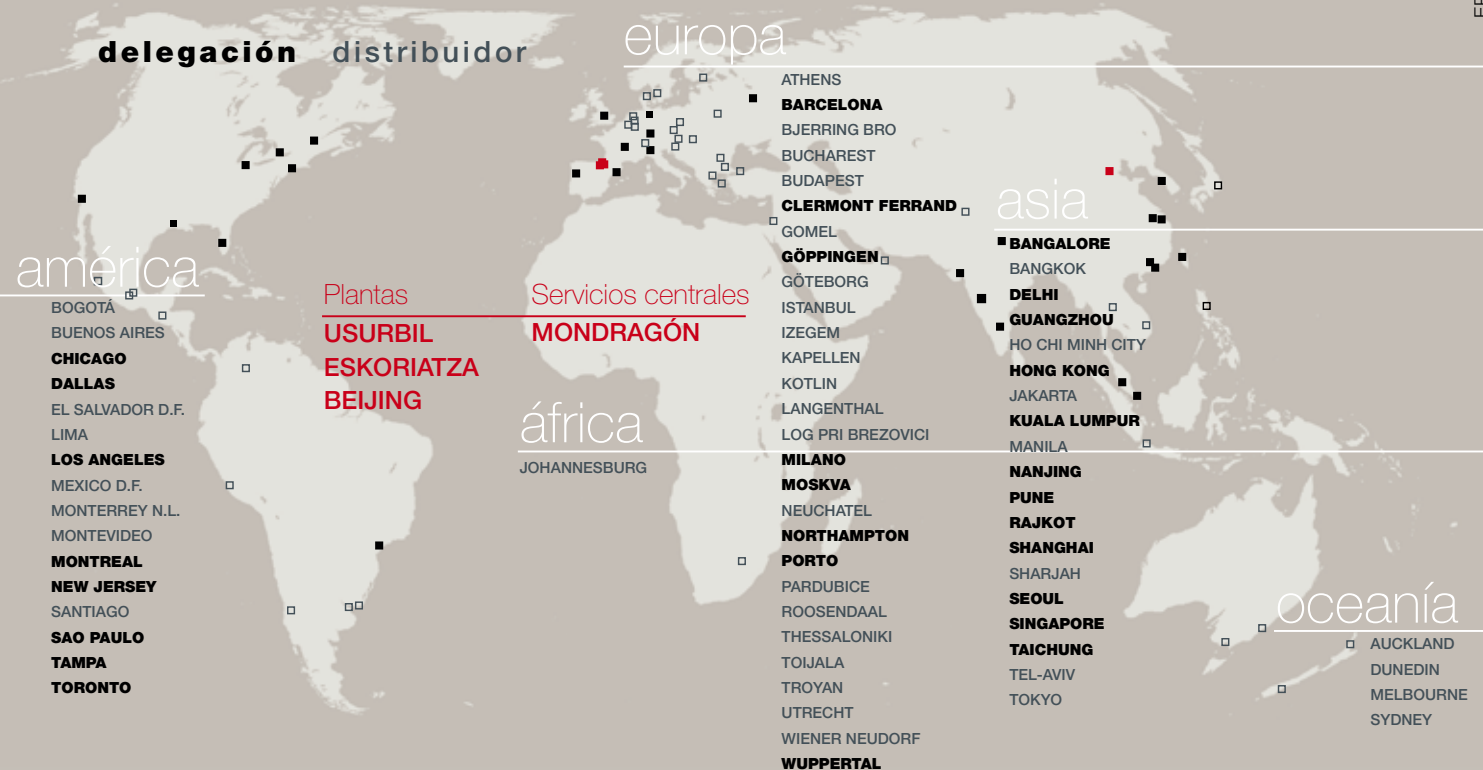 delegación distribuidor
europa
ATHENS
BARCELONA
BJERRING BRO
BUCHAREST
BUDAPEST
CLERMONT FERRAND
GOMEL
GÖPPINGEN
GÖTEBORG
ISTANBUL
IZEGEM
KAPELLEN
KOTLIN
LANGENTHAL
LOG PRI BREZOVICI
MILANO
MOSKVA
NEUCHATEL
NORTHAMPTON
PORTO
PARDUBICE
ROOSENDAAL
THESSALONIKI
TOIJALA
TROYAN
UTRECHT
WIENER NEUDORF
WUPPERTAL
asia
BANGALORE
BANGKOK
DELHI
GUANGZHOU
HO CHI MINH CITY
HONG KONG
JAKARTA
KUALA LUMPUR
MANILA
NANJING
PUNE
RAJKOT
SHANGHAI
SHARJAH
SEOUL
SINGAPORE
TAICHUNG
TEL-AVIV
TOKYO
américa
BOGOTÁ
BUENOS AIRES
CHICAGO
DALLAS
EL SALVADOR D.F.
LIMA
LOS ANGELES
MEXICO D.F.
MONTERREY N.L.
MONTEVIDEO
MONTREAL
NEW JERSEY
SANTIAGO
SAO PAULO
TAMPA
TORONTO
Plantas
USURBIL
ESKORIATZA
BEIJING
Servicios centrales
MONDRAGÓN
áfrica
JOHANNESBURG
oceanía
AUCKLAND
DUNEDIN
MELBOURNE
SYDNEY